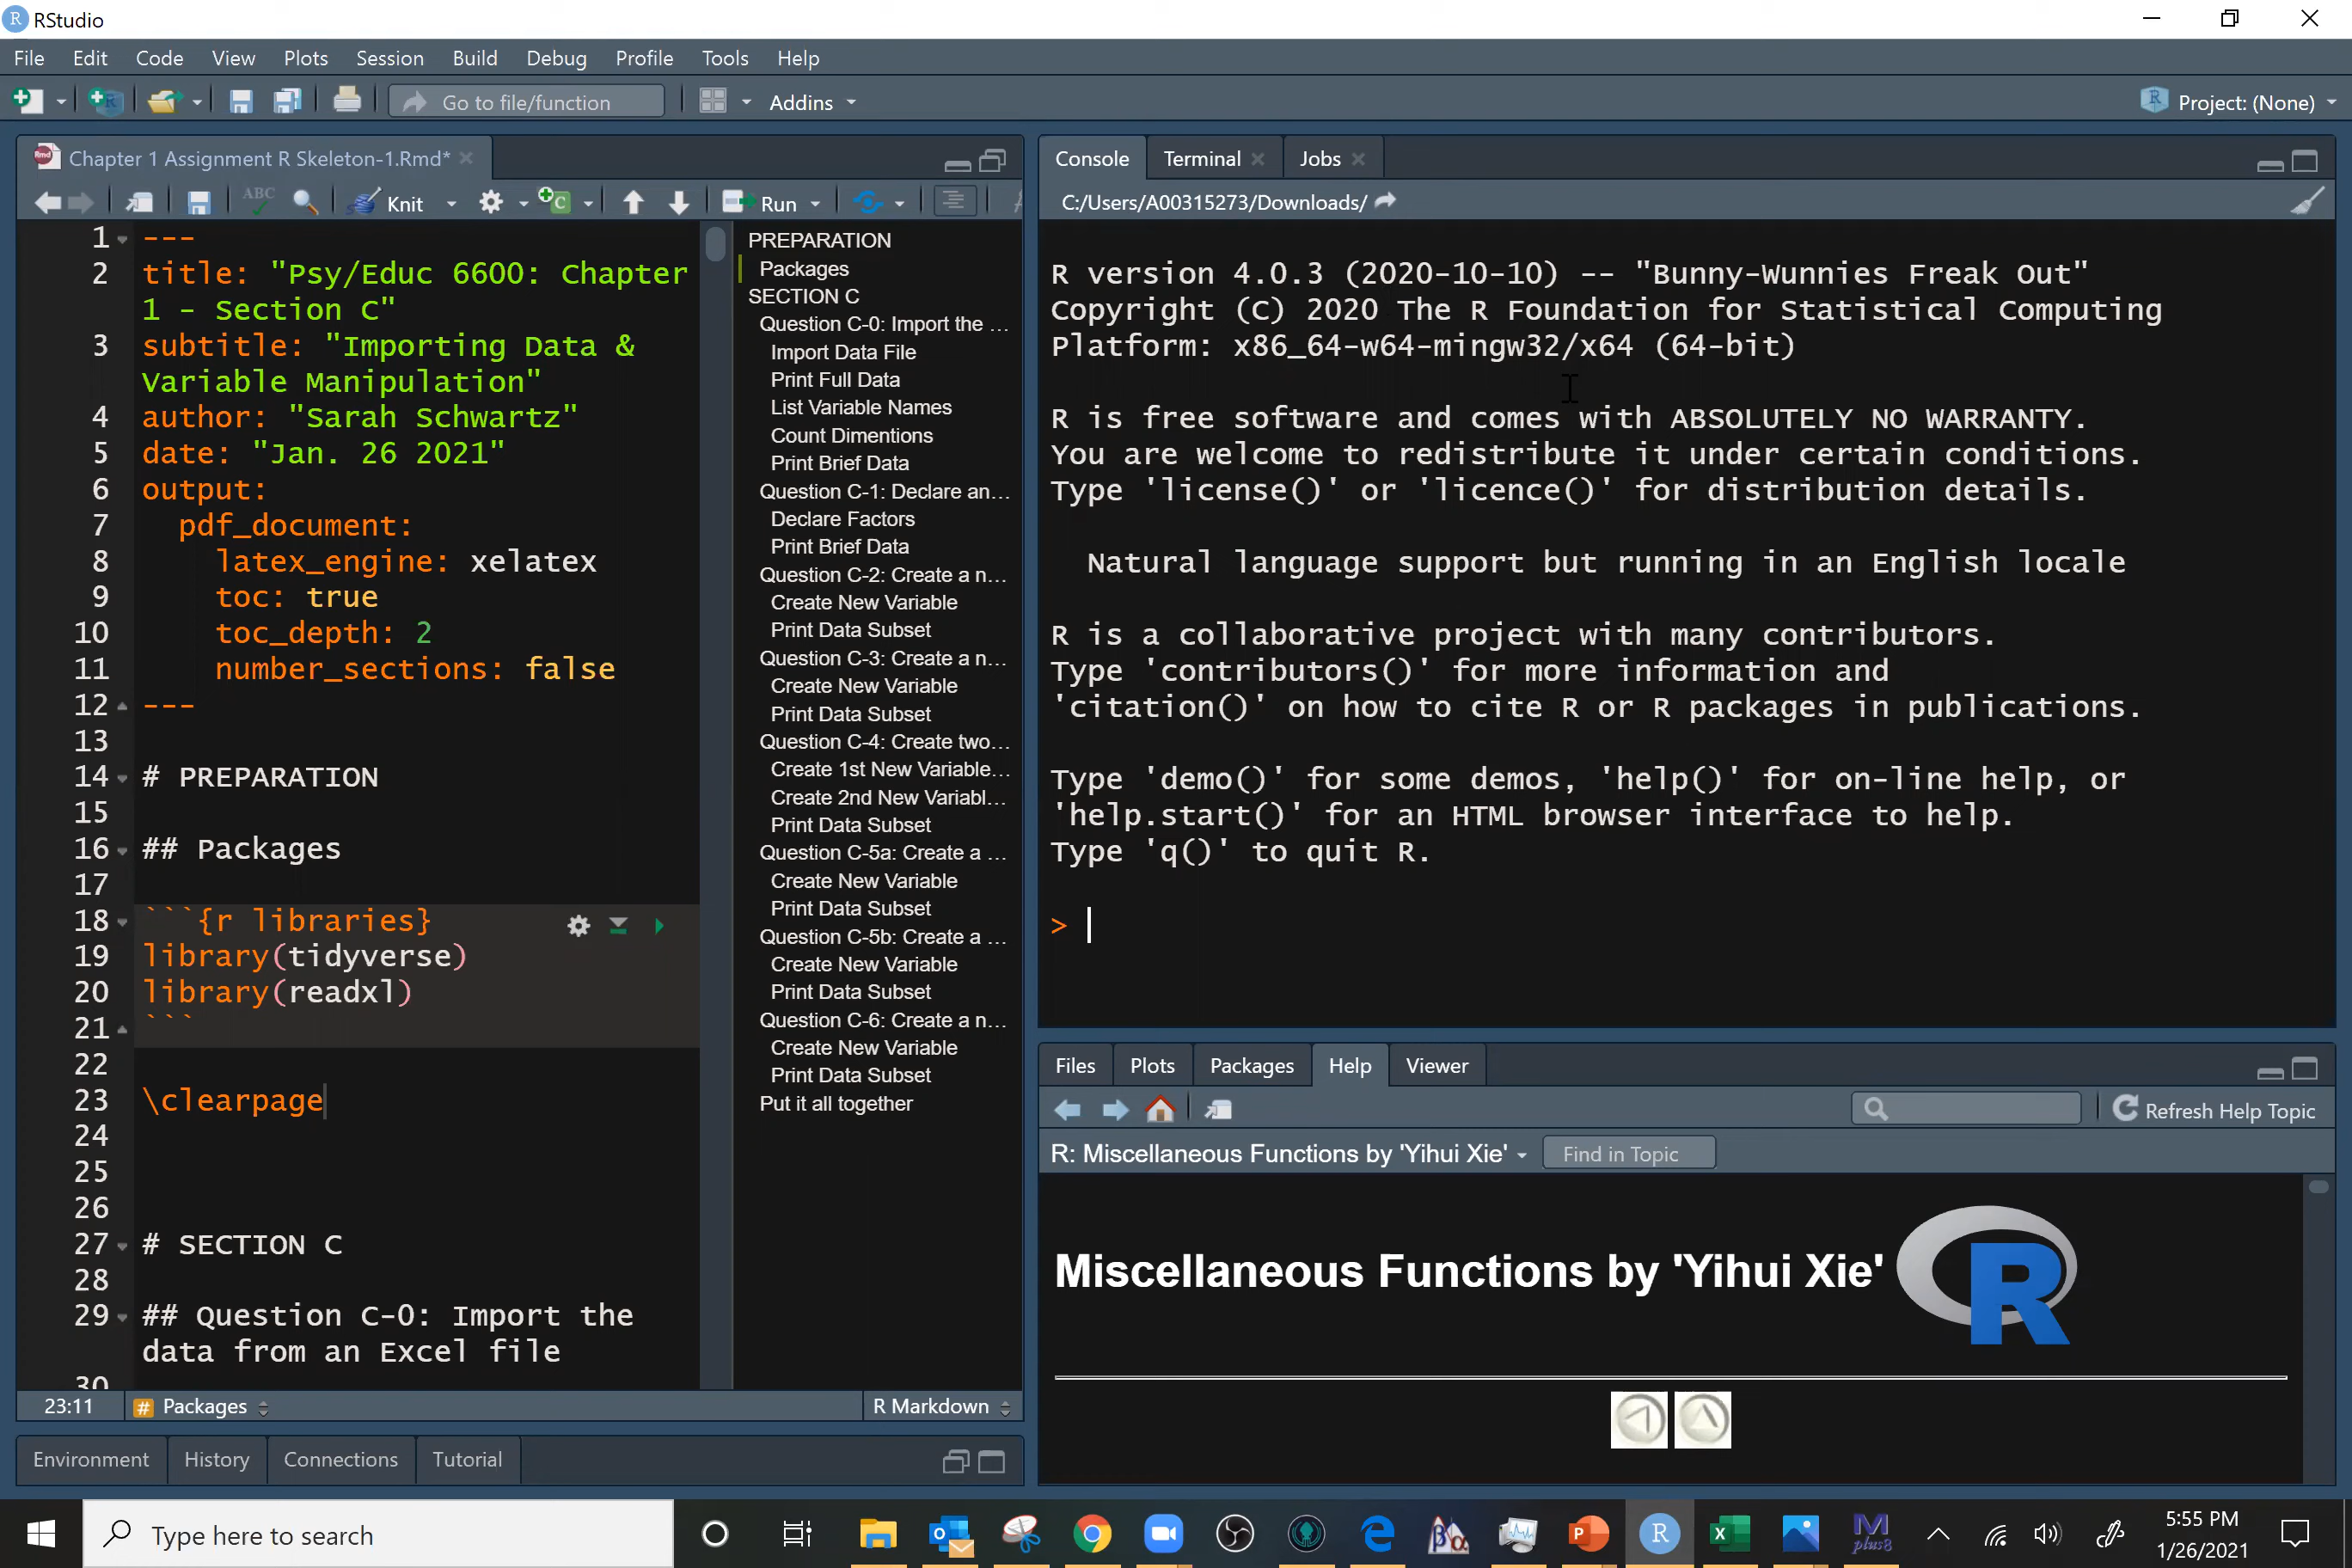 RStudio
File Edit Code View Plots Session Build Debug Profile Tools Help
Go to file/function Addins Project: (None)
Chapter 1 Assignment R Skeleton-1.Rmd*
ABC Knit Run
1 ---
2 title: "Psy/Educ 6600: Chapter
1 - Section C"
3 subtitle: "Importing Data &
Variable Manipulation"
4 author: "Sarah Schwartz"
5 date: "Jan. 26 2021"
6 output:
7 pdf_document:
8 latex_engine: xelatex
9 toc: true
10 toc_depth: 2
11 number_sections: false
12 ---
13
14 # PREPARATION
15
16 ## Packages
17
18 ```{r libraries}
19 library(tidyverse)
20 library(readxl)
21 ```
22
23 \clearpage
24
25
26
27 # SECTION C
28
29 ## Question C-0: Import the
data from an Excel file
30
23:11 Packages R Markdown
PREPARATION
Packages
SECTION C
Question C-0: Import the ...
Import Data File
Print Full Data
List Variable Names
Count Dimentions
Print Brief Data
Question C-1: Declare an...
Declare Factors
Print Brief Data
Question C-2: Create a n...
Create New Variable
Print Data Subset
Question C-3: Create a n...
Create New Variable
Print Data Subset
Question C-4: Create two...
Create 1st New Variable...
Create 2nd New Variabl...
Print Data Subset
Question C-5a: Create a ...
Create New Variable
Print Data Subset
Question C-5b: Create a ...
Create New Variable
Print Data Subset
Question C-6: Create a n...
Create New Variable
Print Data Subset
Put it all together
Environment History Connections Tutorial
Console Terminal Jobs
C:/Users/A00315273/Downloads/
R version 4.0.3 (2020-10-10) -- "Bunny-Wunnies Freak Out"
Copyright (C) 2020 The R Foundation for Statistical Computing
Platform: x86_64-w64-mingw32/x64 (64-bit)
R is free software and comes with ABSOLUTELY NO WARRANTY.
You are welcome to redistribute it under certain conditions.
Type 'license()' or 'licence()' for distribution details.
Natural language support but running in an English locale
R is a collaborative project with many contributors.
Type 'contributors()' for more information and
'citation()' on how to cite R or R packages in publications.
Type 'demo()' for some demos, 'help()' for on-line help, or
'help.start()' for an HTML browser interface to help.
Type 'q()' to quit R.
>
Files Plots Packages Help Viewer
Refresh Help Topic
R: Miscellaneous Functions by 'Yihui Xie' Find in Topic
Miscellaneous Functions by 'Yihui Xie' R
Type here to search
5:55 PM
1/26/2021